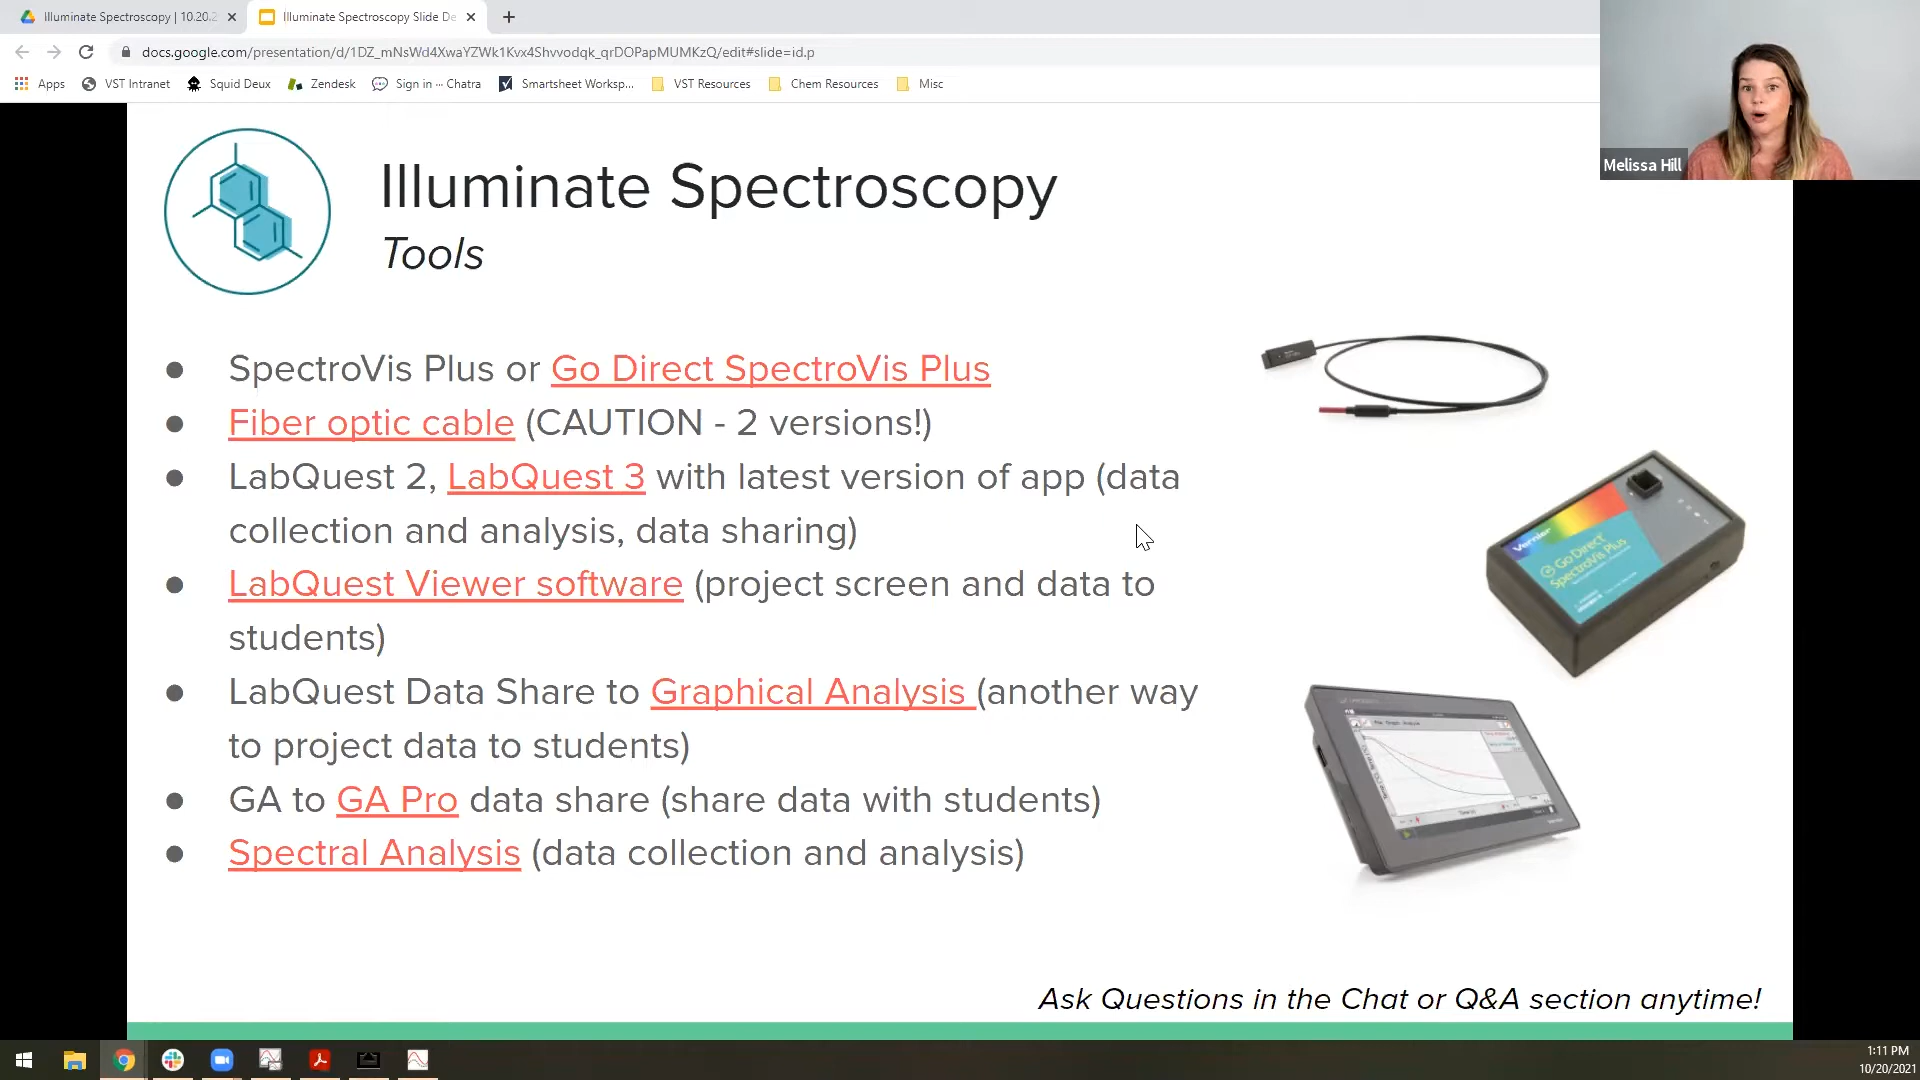 Illuminate Spectroscopy | 10.20.2
Illuminate Spectroscopy Slide De
docs.google.com/presentation/d/1DZ_mNsWd4XwaYZWk1Kvx4Shvvodqk_qrDOPapMUMKzQ/edit#slide=id.p
Apps VST Intranet Squid Deux Zendesk Sign in ··· Chatra Smartsheet Worksp... VST Resources Chem Resources Misc
Melissa Hill
Illuminate Spectroscopy
Tools
● SpectroVis Plus or Go Direct SpectroVis Plus
● Fiber optic cable (CAUTION - 2 versions!)
● LabQuest 2, LabQuest 3 with latest version of app (data
collection and analysis, data sharing)
● LabQuest Viewer software (project screen and data to
students)
● LabQuest Data Share to Graphical Analysis (another way
to project data to students)
● GA to GA Pro data share (share data with students)
● Spectral Analysis (data collection and analysis)
Vernier
Go Direct
SpectroVis Plus
Ask Questions in the Chat or Q&A section anytime!
1:11 PM
10/20/2021